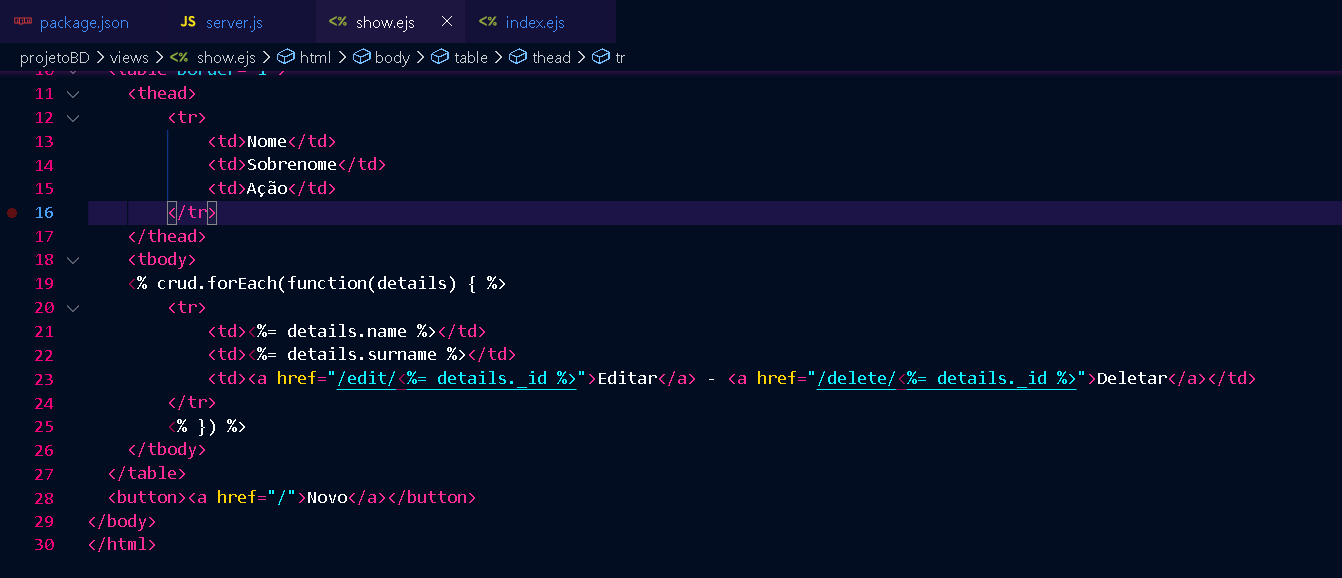 package.json JS server.js <% show.ejs <% index.ejs
projetoBD > views > <% show.ejs > html > body > table > thead > tr
10 <table border="1">
11 <thead>
12 <tr>
13 <td>Nome</td>
14 <td>Sobrenome</td>
15 <td>Ação</td>
16 </tr>
17 </thead>
18 <tbody>
19 <% crud.forEach(function(details) { %>
20 <tr>
21 <td><%= details.name %></td>
22 <td><%= details.surname %></td>
23 <td><a href="/edit/<%= details._id %>">Editar</a> - <a href="/delete/<%= details._id %>">Deletar</a></td>
24 </tr>
25 <% }) %>
26 </tbody>
27 </table>
28 <button><a href="/">Novo</a></button>
29 </body>
30 </html>